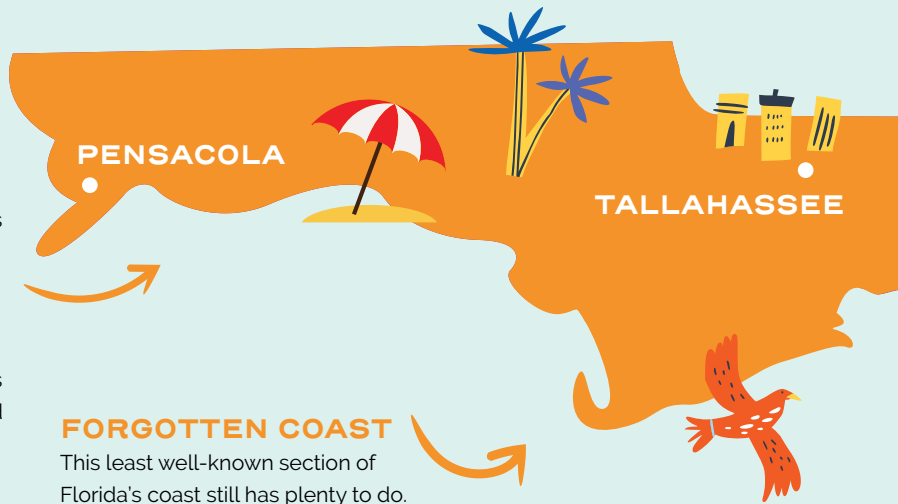 PENSACOLA
TALLAHASSEE
FORGOTTEN COAST
This least well-known section of
Florida's coast still has plenty to do.